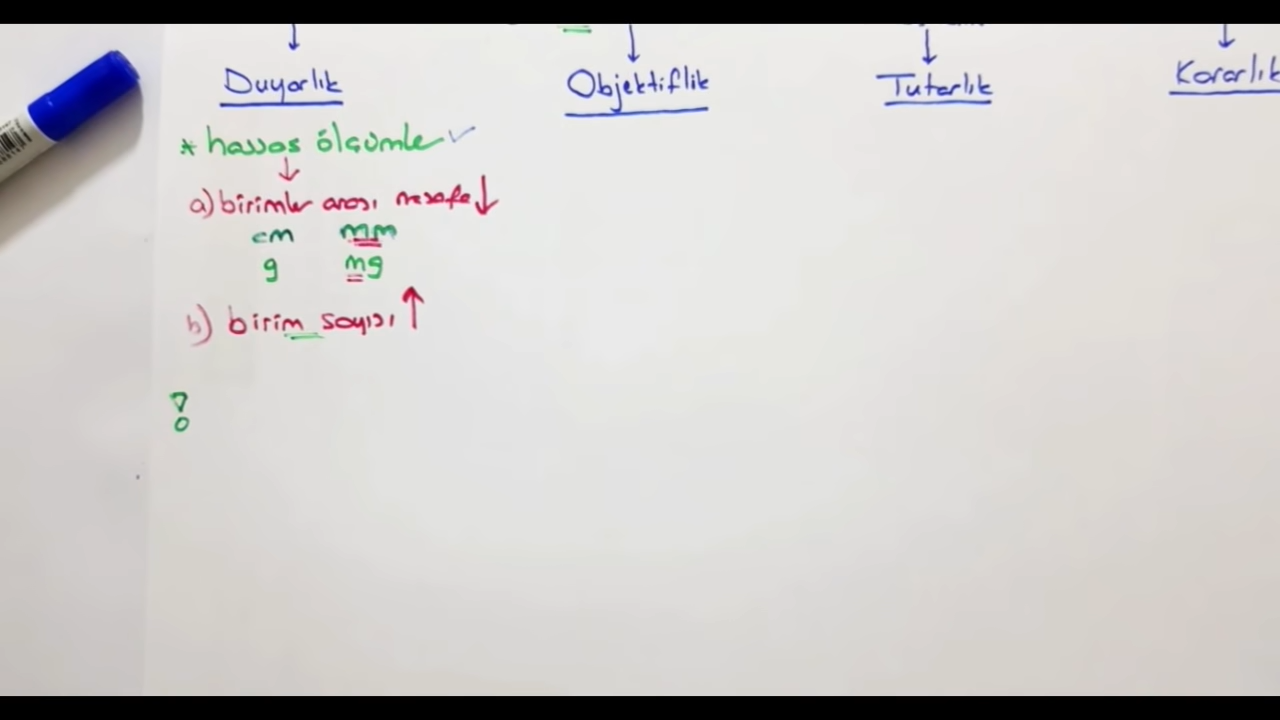 Duyarlık
Objektiflik
Tutarlık
Kararlık
* hassas ölçümler ✓
a) birimler arası mesafe ↓
cm mm
g mg
b) birim sayısı ↑